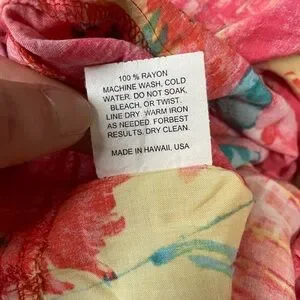 100 % RAYON
MACHINE WASH, COLD
WATER. DO NOT SOAK,
BLEACH, OR TWIST.
LINE DRY. WARM IRON
AS NEEDED. FORBEST
RESULTS, DRY CLEAN.
MADE IN HAWAII, USA